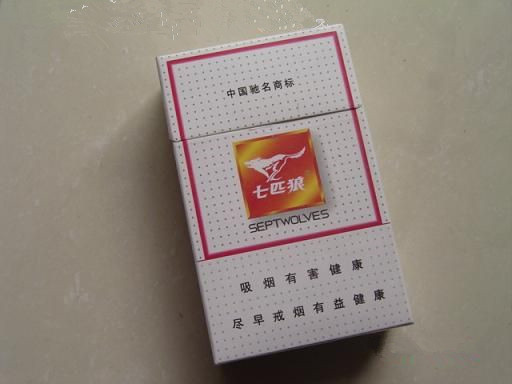 中国驰名商标
七匹狼
SEPTWOLVES
吸烟有害健康
尽早戒烟有益健康